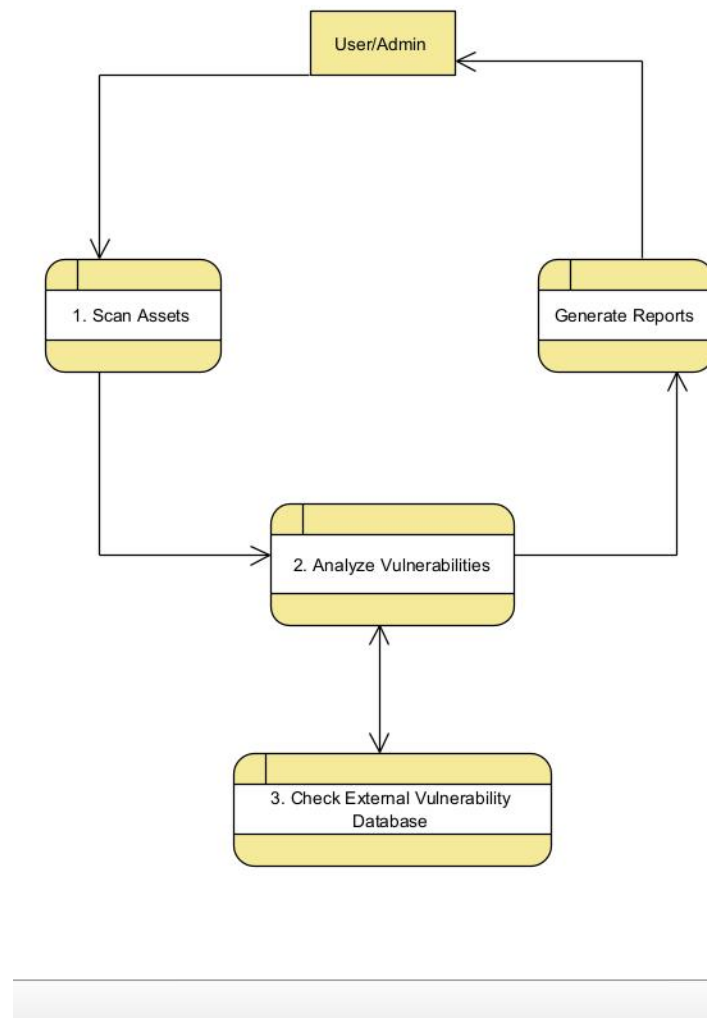 User/Admin
1. Scan Assets
Generate Reports
2. Analyze Vulnerabilities
3. Check External Vulnerability
Database